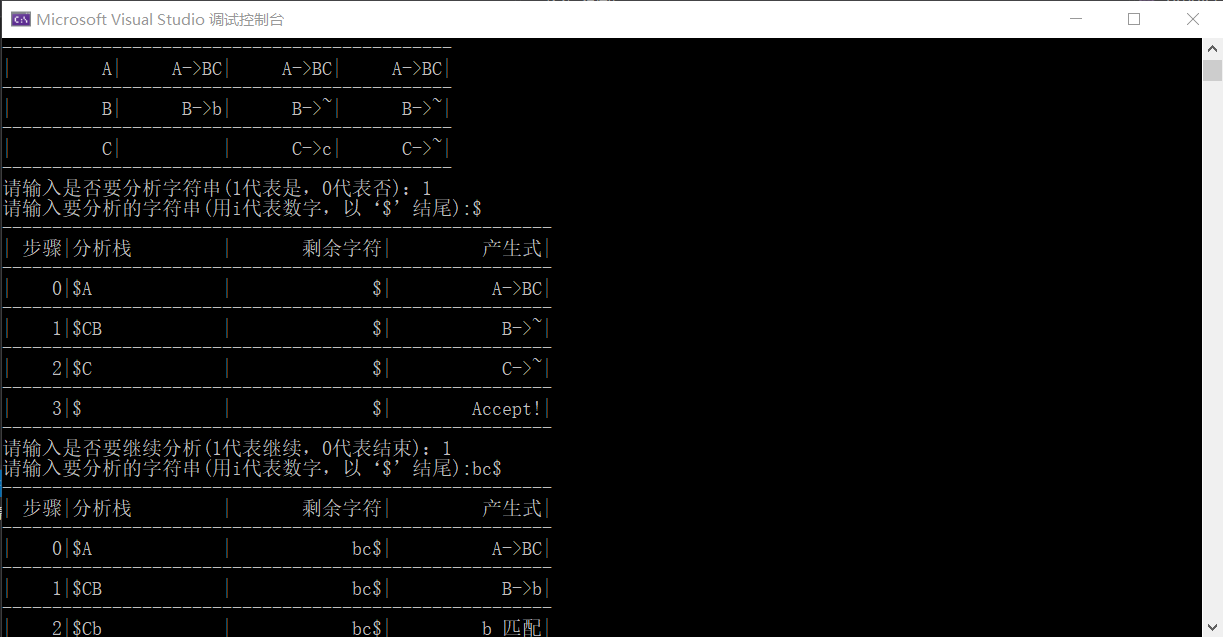 Microsoft Visual Studio 调试控制台
| A| A->BC| A->BC| A->BC|
| B| B->b| B->~| B->~|
| C| | C->c| C->~|
请输入是否要分析字符串(1代表是，0代表否)：1
请输入要分析的字符串(用i代表数字，以‘$’结尾):$
| 步骤|分析栈 | 剩余字符| 产生式|
| 0|$A | $| A->BC|
| 1|$CB | $| B->~|
| 2|$C | $| C->~|
| 3|$ | $| Accept!|
请输入是否要继续分析(1代表继续，0代表结束)：1
请输入要分析的字符串(用i代表数字，以‘$’结尾):bc$
| 步骤|分析栈 | 剩余字符| 产生式|
| 0|$A | bc$| A->BC|
| 1|$CB | bc$| B->b|
| 2|$Cb | bc$| b 匹配|